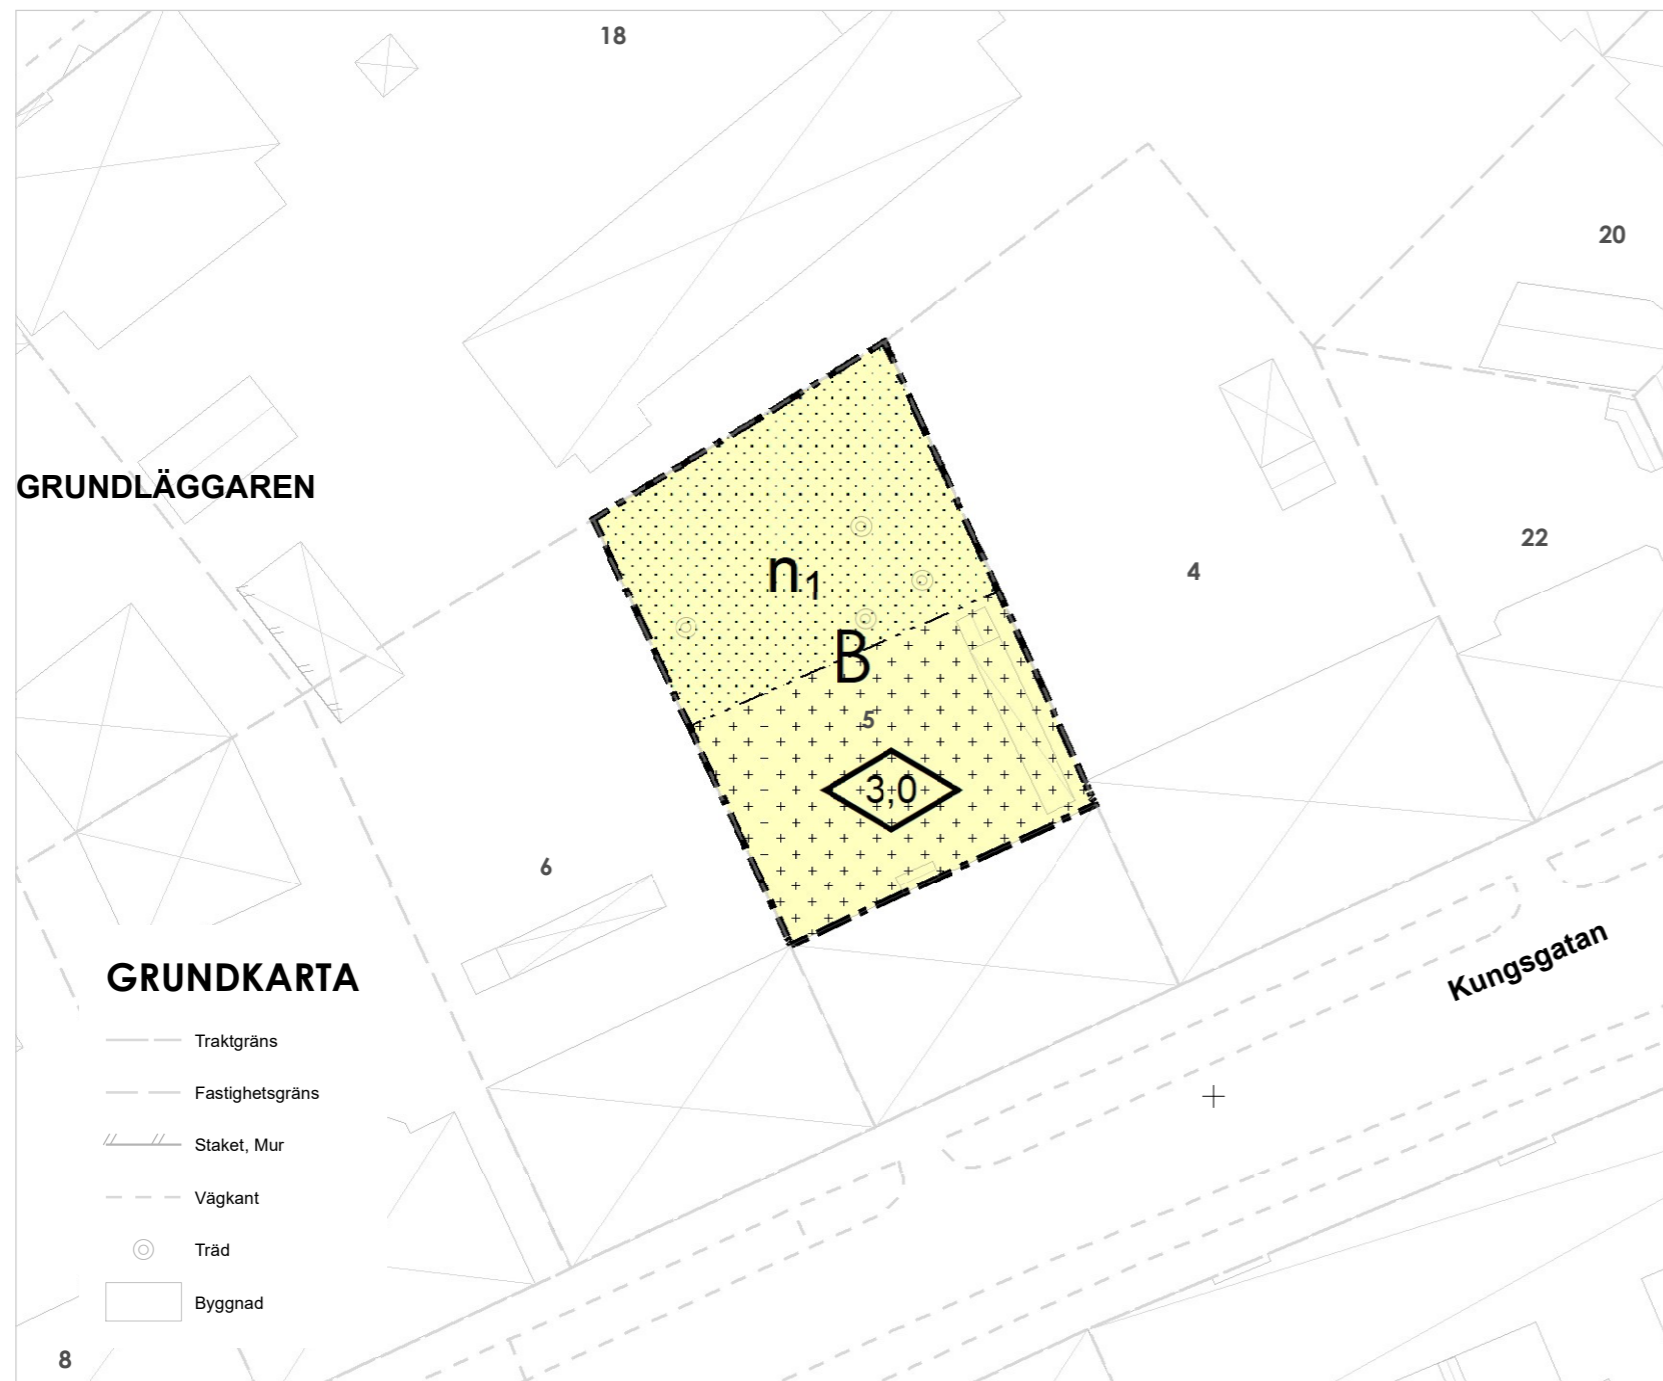 18
20
GRUNDLÄGGAREN
22
4
n₁
B
5
3,0
6
Kungsgatan
GRUNDKARTA
Traktgräns
Fastighetsgräns
Staket, Mur
Vägkant
Träd
Byggnad
8